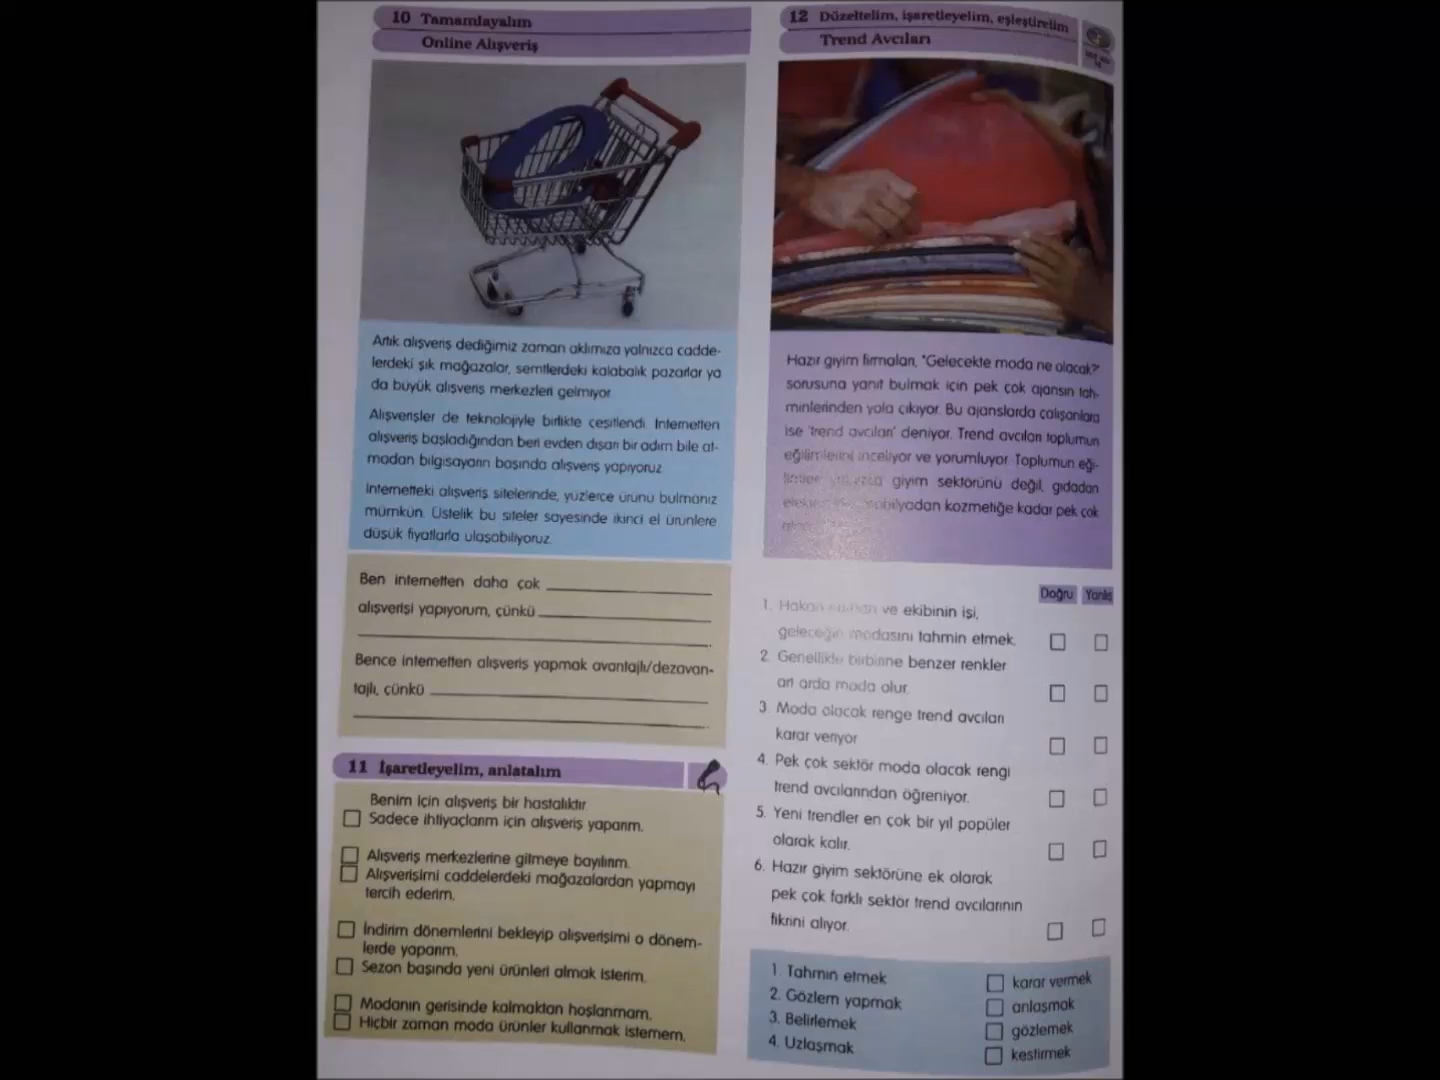 10 Tamamlayalım
Online Alışveriş
Artık alışveriş dediğimiz zaman aklımıza yalnızca cadde-
lerdeki şık mağazalar, semtlerdeki kalabalık pazarlar ya
da büyük alışveriş merkezleri gelmiyor.
Alışverişler de teknolojiyle birlikte çeşitlendi. İnternetten
alışveriş başladığından beri evden dışarı bir adım bile at-
madan bilgisayarın başında alışveriş yapıyoruz.
İnternetteki alışveriş sitelerinde, yüzlerce ürünü bulmanız
mümkün. Üstelik bu siteler sayesinde ikinci el ürünlere
düşük fiyatlarla ulaşabiliyoruz.
Ben internetten daha çok
alışverişi yapıyorum, çünkü
Bence internetten alışveriş yapmak avantajlı/dezavan-
tajlı, çünkü
11 İşaretleyelim, anlatalım
Benim için alışveriş bir hastalıktır
Sadece ihtiyaçlarım için alışveriş yaparım.
Alışveriş merkezlerine gitmeye bayılırım.
Alışverişimi caddelerdeki mağazalardan yapmayı
tercih ederim.
İndirim dönemlerini bekleyip alışverişimi o dönem-
lerde yaparım.
Sezon başında yeni ürünleri almak isterim.
Modanın gerisinde kalmaktan hoşlanmam.
Hiçbir zaman moda ürünler kullanmak istemem.
12 Düzeltelim, işaretleyelim, eşleştirelim
Trend Avcıları
Hazır giyim firmaları, "Gelecekte moda ne olacak?"
sorusuna yanıt bulmak için pek çok ajansın tah-
minlerinden yola çıkıyor. Bu ajanslarda çalışanlara
ise 'trend avcıları' deniyor. Trend avcıları toplumun
eğilimlerini inceliyor ve yorumluyor. Toplumun eği-
giyim sektörünü değil, gıdadan
mobilyadan kozmetiğe kadar pek çok
Doğru Yanlış
1. Hakan ve ekibinin işi,
geleceğin modasını tahmin etmek.
2. Genellikle birbirine benzer renkler
art arda moda olur.
3. Moda olacak renge trend avcıları
karar veriyor
4. Pek çok sektör moda olacak rengi
trend avcılarından öğreniyor.
5. Yeni trendler en çok bir yıl popüler
olarak kalır.
6. Hazır giyim sektörüne ek olarak
pek çok farklı sektör trend avcılarının
fikrini alıyor.
1. Tahmin etmek karar vermek
2. Gözlem yapmak anlaşmak
3. Belirlemek gözlemek
4. Uzlaşmak kestirmek